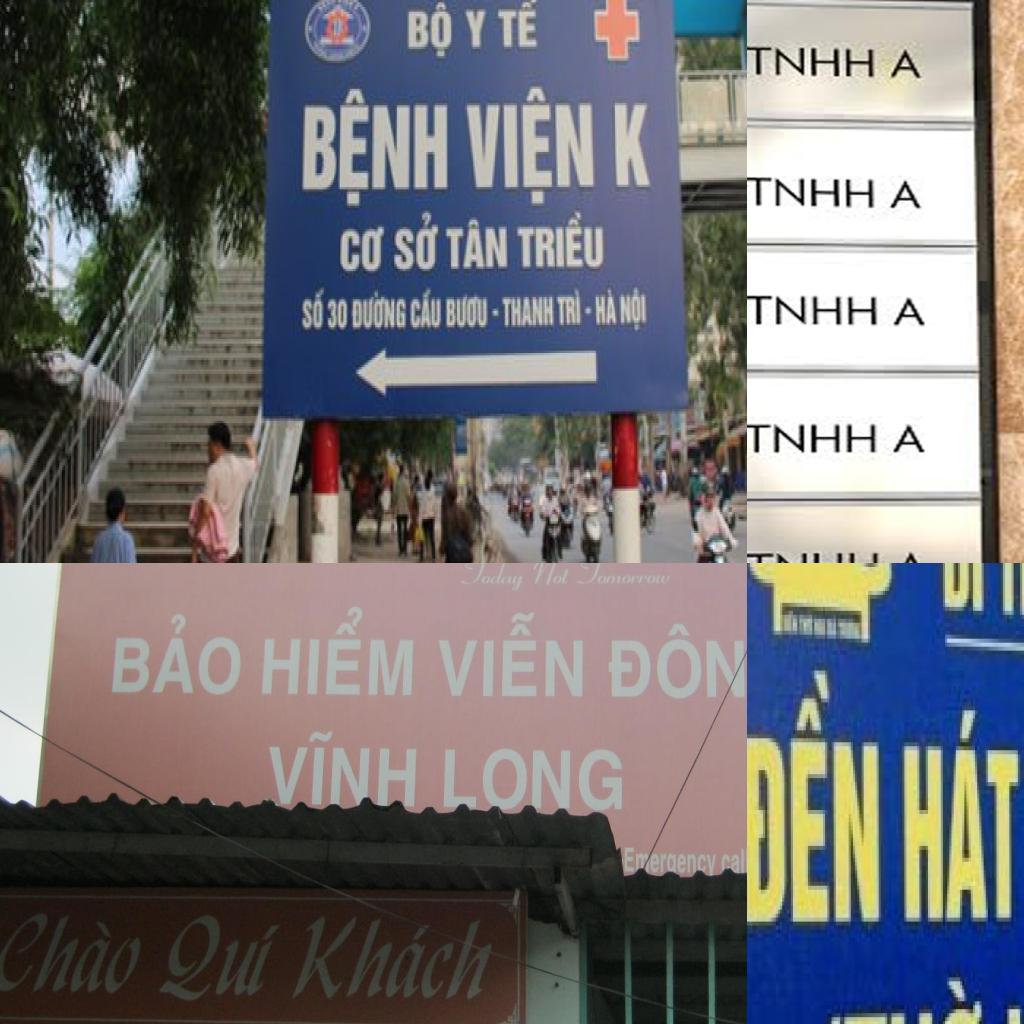 BỘ Y TẾ
BỆNH VIỆN K
CƠ SỞ TÂN TRIỀU
SỐ 30 ĐƯỜNG CẦU BƯƠU - THANH TRÌ - HÀ NỘI
TNHH A
TNHH A
TNHH A
TNHH A
TNHH A
Today Not Tomorrow
BẢO HIỂM VIỄN ĐÔN
VĨNH LONG
Emergency cal
Chào Quí Khách
ĐỀN HÁT